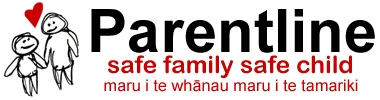 Parentline
safe family safe child
maru i te whānau maru i te tamariki